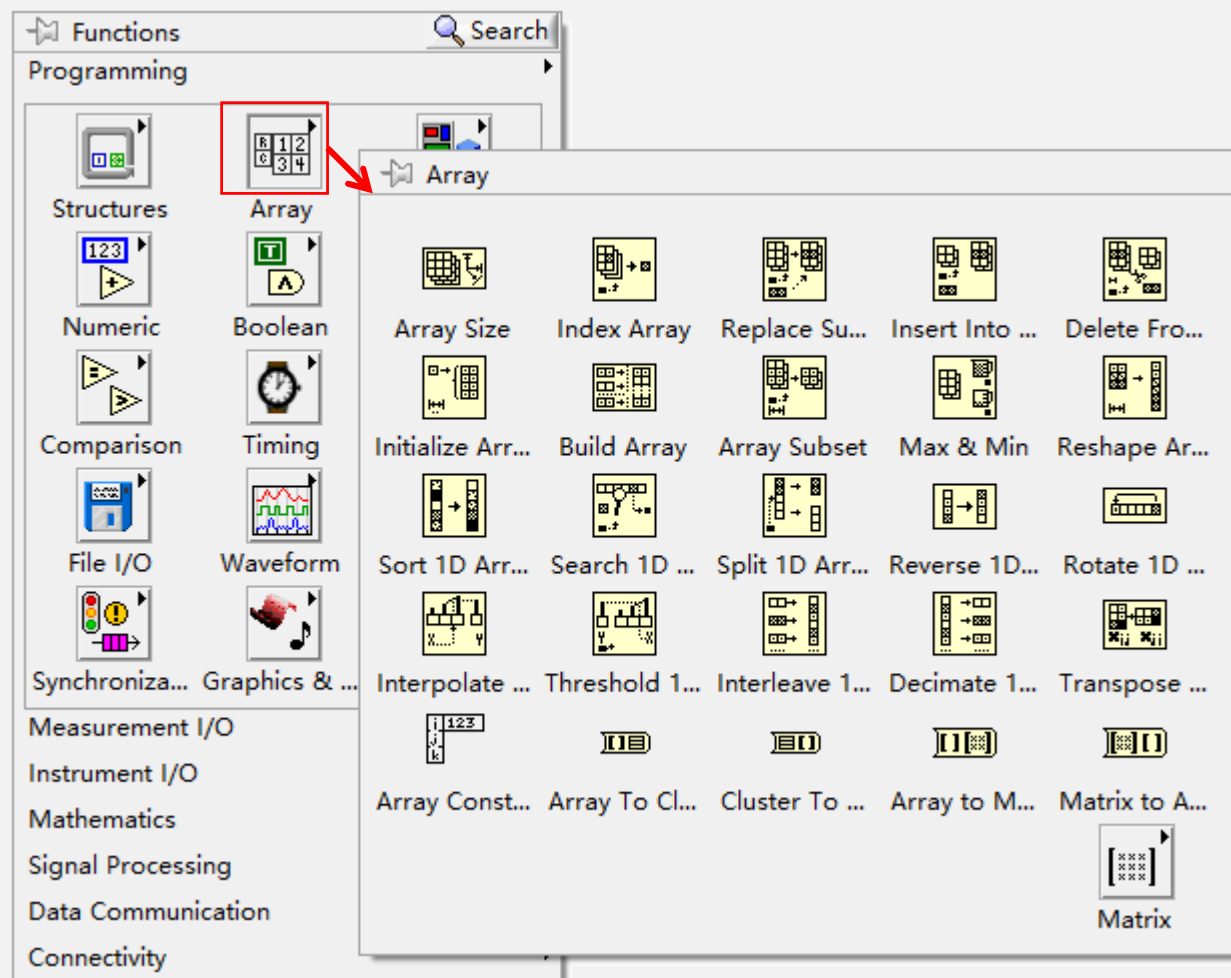 Functions
Search
Programming
Array
Structures
Array
Numeric
Boolean
Array Size
Index Array
Replace Su...
Insert Into ...
Delete Fro...
Comparison
Timing
Initialize Arr...
Build Array
Array Subset
Max & Min
Reshape Ar...
File I/O
Waveform
Sort 1D Arr...
Search 1D ...
Split 1D Arr...
Reverse 1D...
Rotate 1D ...
Synchroniza...
Graphics & ...
Interpolate ...
Threshold 1...
Interleave 1...
Decimate 1...
Transpose ...
Measurement I/O
Instrument I/O
Mathematics
Signal Processing
Data Communication
Connectivity
Array Const...
Array To Cl...
Cluster To ...
Array to M...
Matrix to A...
Matrix